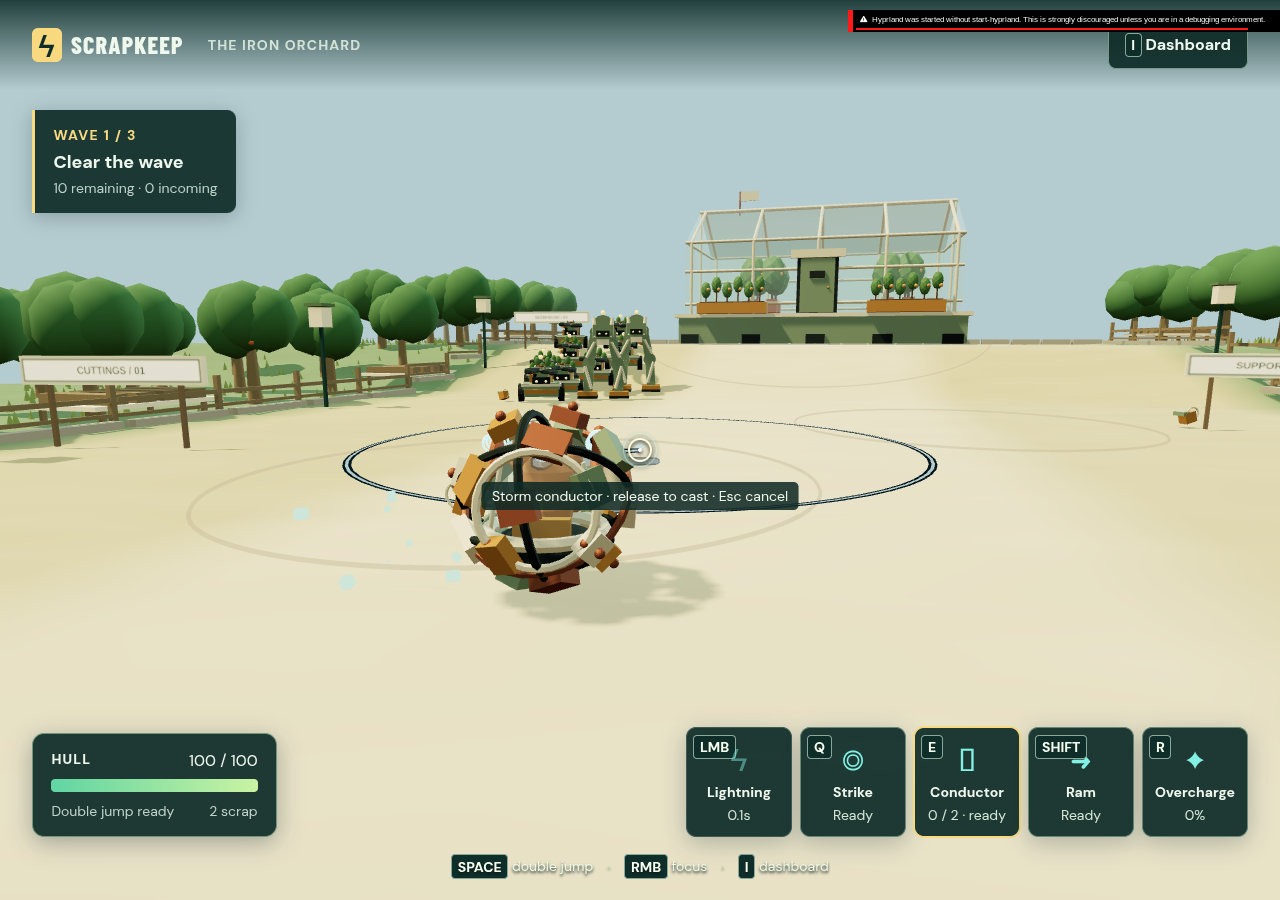 Hyprland was started without start-hyprland. This is strongly discouraged unless you are in a debugging environment.
SCRAPKEEP THE IRON ORCHARD
I Dashboard
WAVE 1 / 3
Clear the wave
10 remaining · 0 incoming
CUTTINGS / 01
SUPPOR
Storm conductor · release to cast · Esc cancel
HULL 100 / 100
Double jump ready 2 scrap
LMB
Lightning
0.1s
Q
Strike
Ready
E
Conductor
0 / 2 · ready
SHIFT
Ram
Ready
R
Overcharge
0%
SPACE double jump · RMB focus · I dashboard